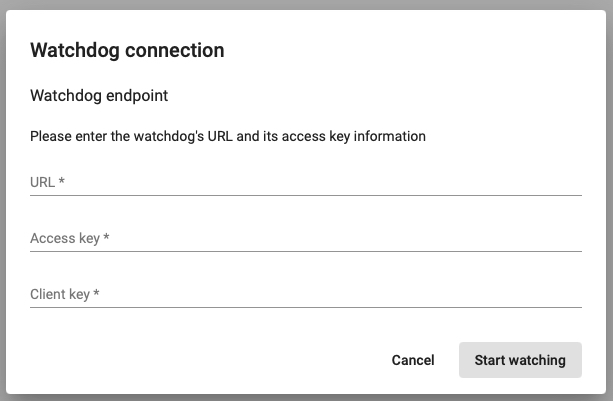 Watchdog connection
Watchdog endpoint
Please enter the watchdog's URL and its access key information
URL *
Access key *
Client key *
Cancel Start watching